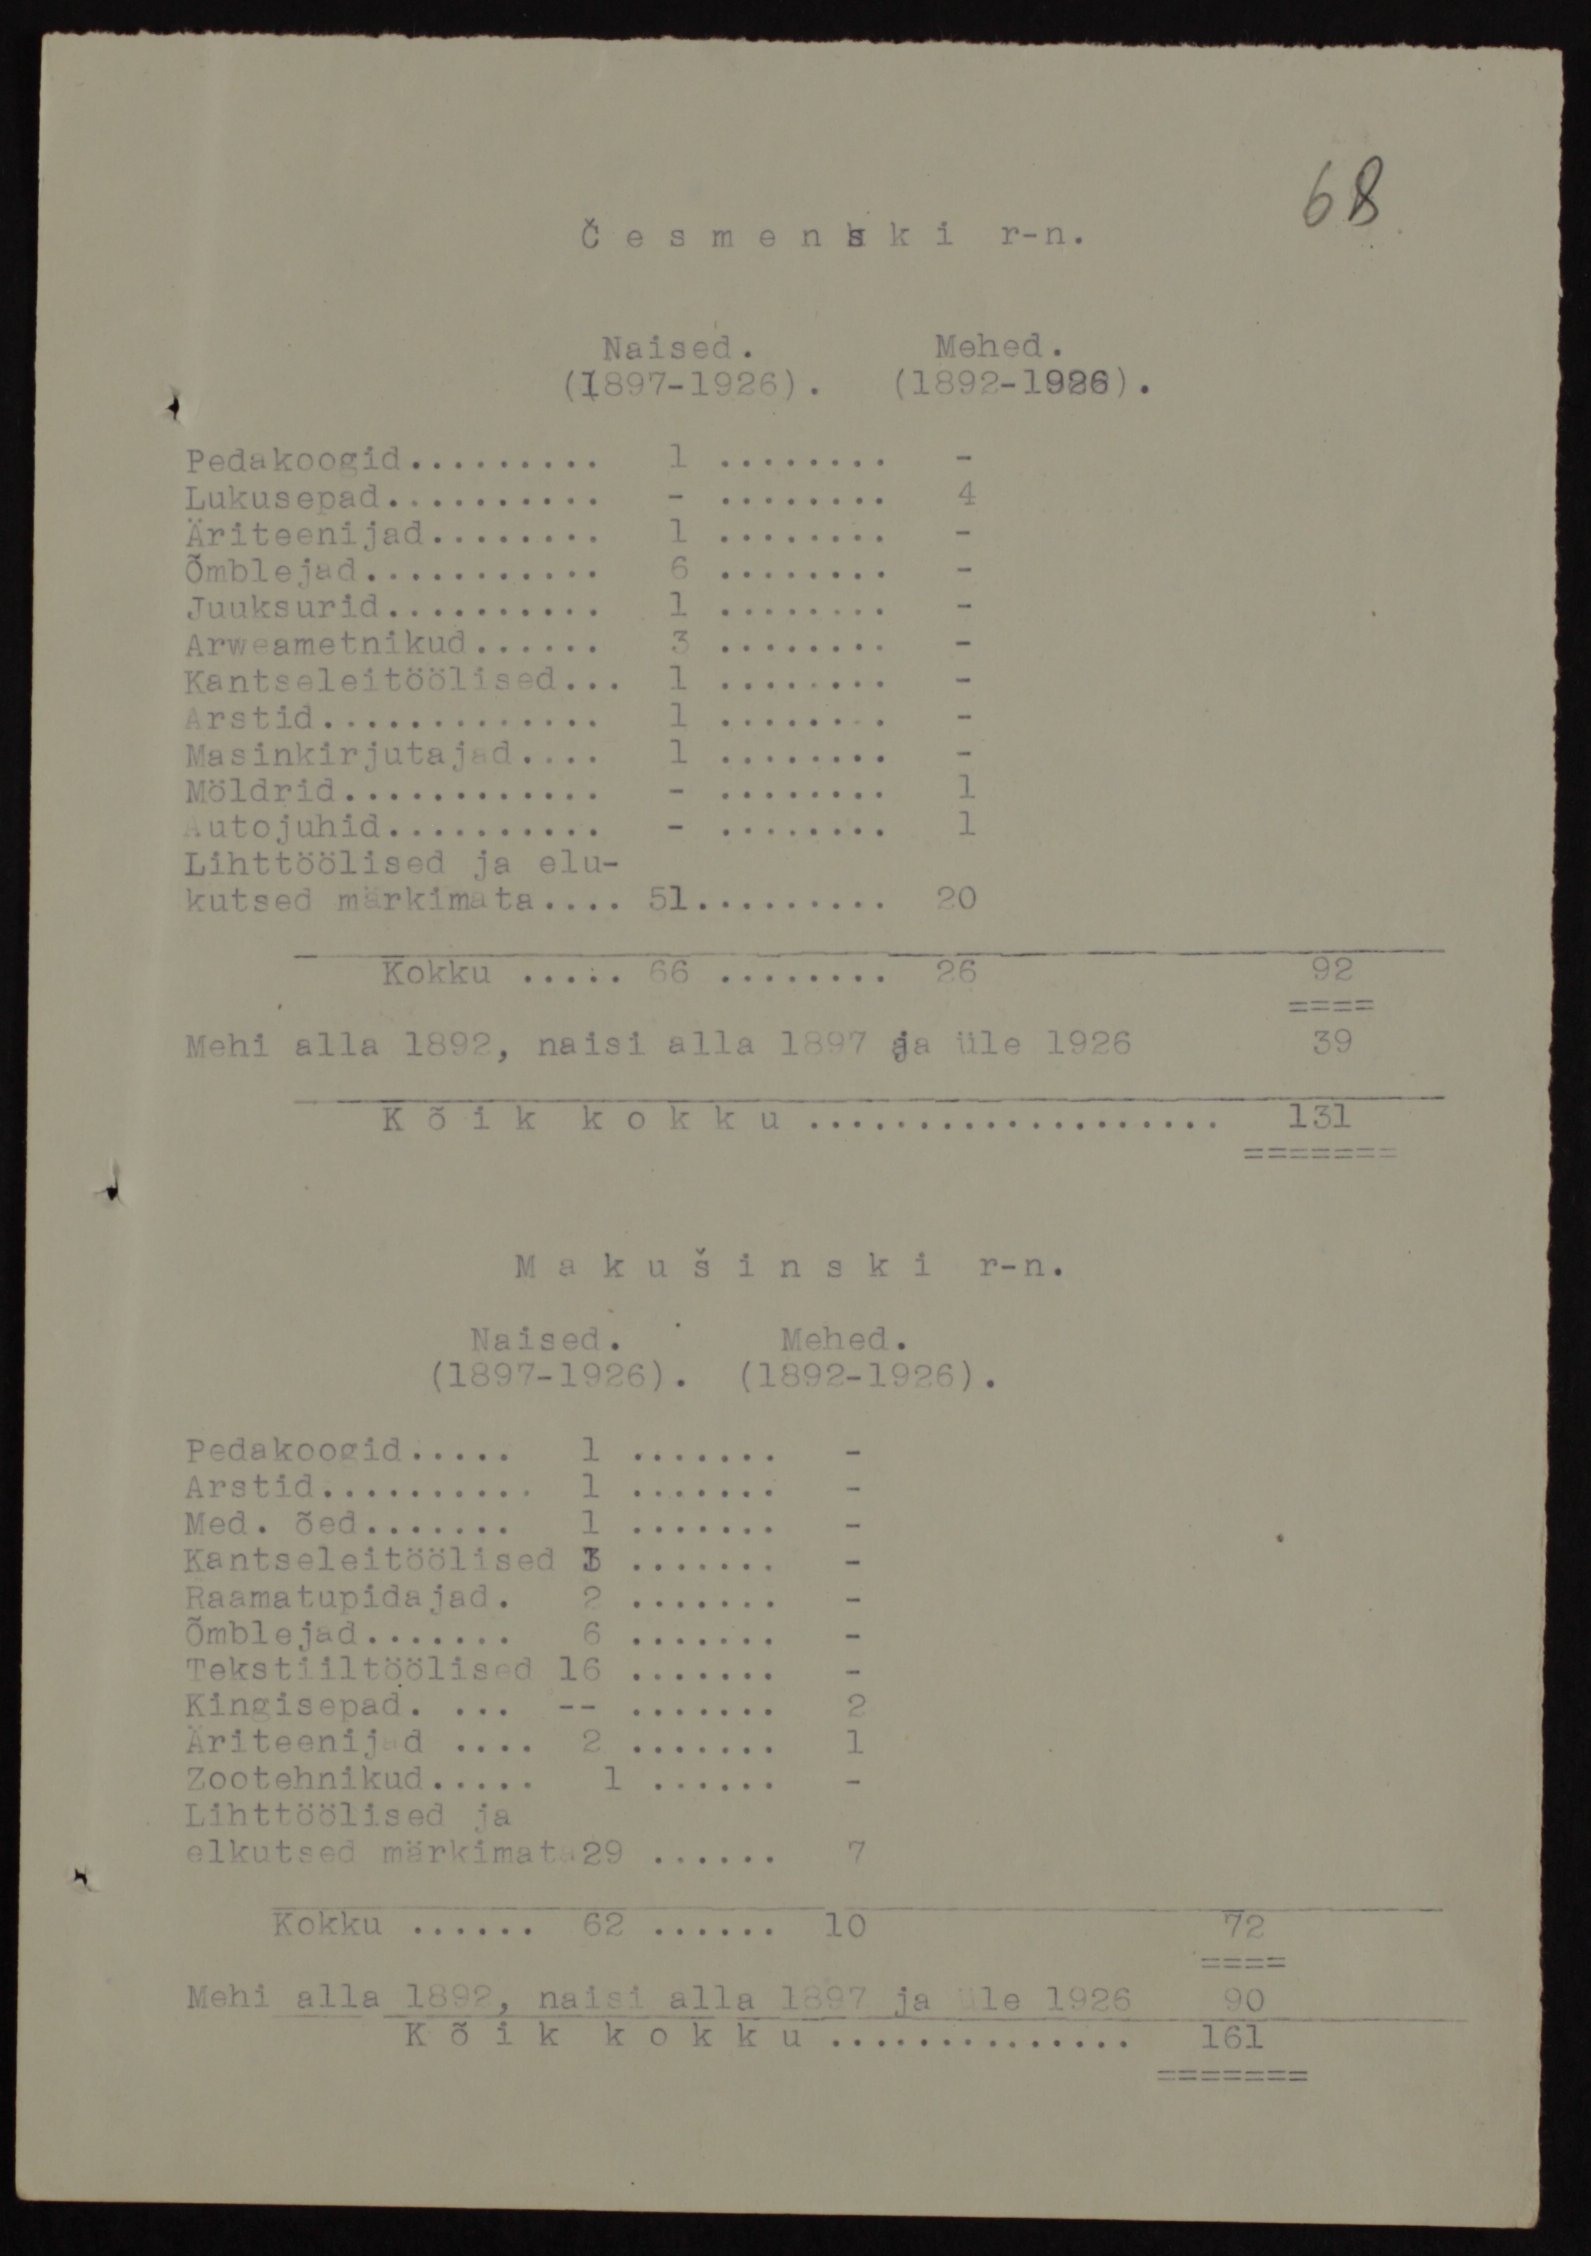 68
Česmenski r-n.
Naised. Mehed.
(1897-1926). (1892-1926).
Pedakoogid......... 1 ........ -
Lukusepad.......... - ........ 4
Äriteenijad........ 1 ........ -
Õmblejad........... 6 ........ -
Juuksurid.......... 1 ........ -
Arweametnikud...... 3 ........ -
Kantseleitöölised... 1 ........ -
Arstid............. 1 ........ -
Masinkirjutajad.... 1 ........ -
Möldrid............ - ........ 1
Autojuhid.......... - ........ 1
Lihttöölised ja elu-
kutsed märkimata.... 51......... 20
Kokku ..... 66 ........ 26 92
====
Mehi alla 1892, naisi alla 1897 ja üle 1926 39
Kõik kokku ................... 131
=======
Makušinski r-n.
Naised. Mehed.
(1897-1926). (1892-1926).
Pedakoogid..... 1 ....... -
Arstid.......... 1 ....... -
Med. õed....... 1 ....... -
Kantseleitöölised 3 ....... -
Raamatupidajad. 2 ....... -
Õmblejad....... 6 ....... -
Tekstiiltöölised 16 ....... -
Kingisepad. ... -- ....... 2
Äriteenijad .... 2 ....... 1
Zootehnikud..... 1 ...... -
Lihttöölised ja
elkutsed märkimata 29 ...... 7
Kokku ...... 62 ...... 10 72
====
Mehi alla 1892, naisi alla 1897 ja üle 1926 90
Kõik kokku .............. 161
=======